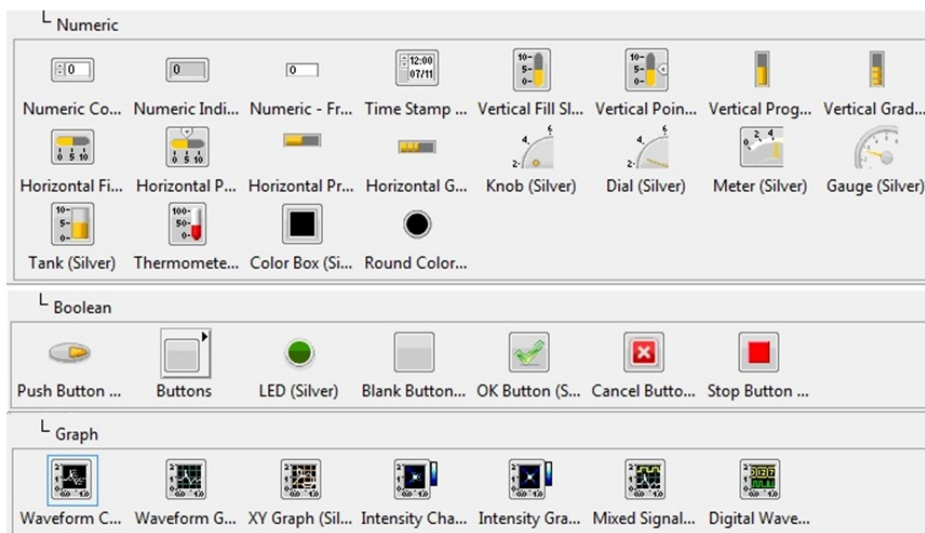 Numeric
Numeric Co... Numeric Indi... Numeric - Fr... Time Stamp ... Vertical Fill Sl... Vertical Poin... Vertical Prog... Vertical Grad...
Horizontal Fi... Horizontal P... Horizontal Pr... Horizontal G... Knob (Silver) Dial (Silver) Meter (Silver) Gauge (Silver)
Tank (Silver) Thermomete... Color Box (Si... Round Color...
Boolean
Push Button ... Buttons LED (Silver) Blank Button... OK Button (S... Cancel Butto... Stop Button ...
Graph
Waveform C... Waveform G... XY Graph (Sil... Intensity Cha... Intensity Gra... Mixed Signal... Digital Wave...